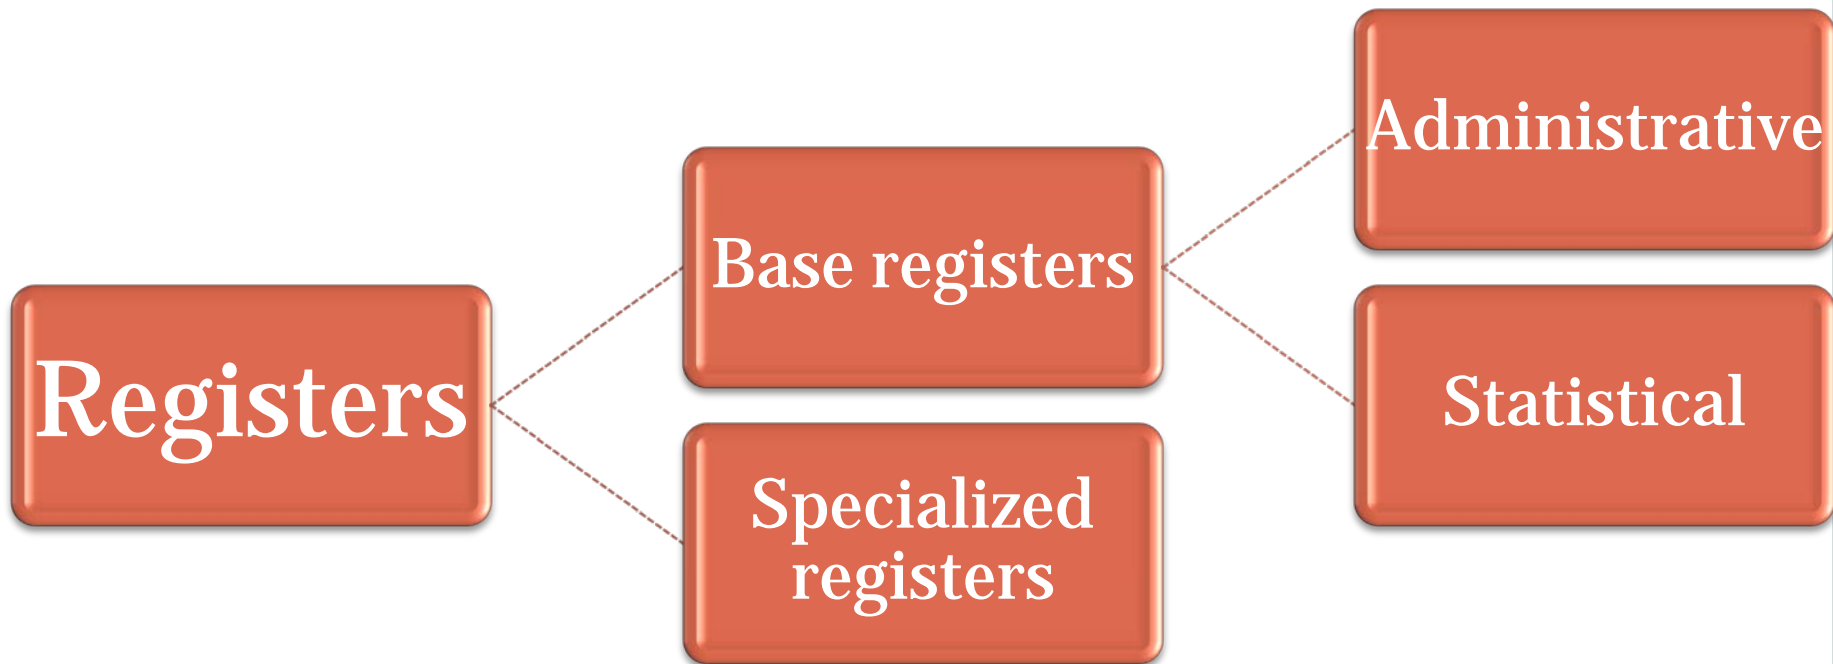 Registers
Base registers
Specialized
registers
Administrative
Statistical